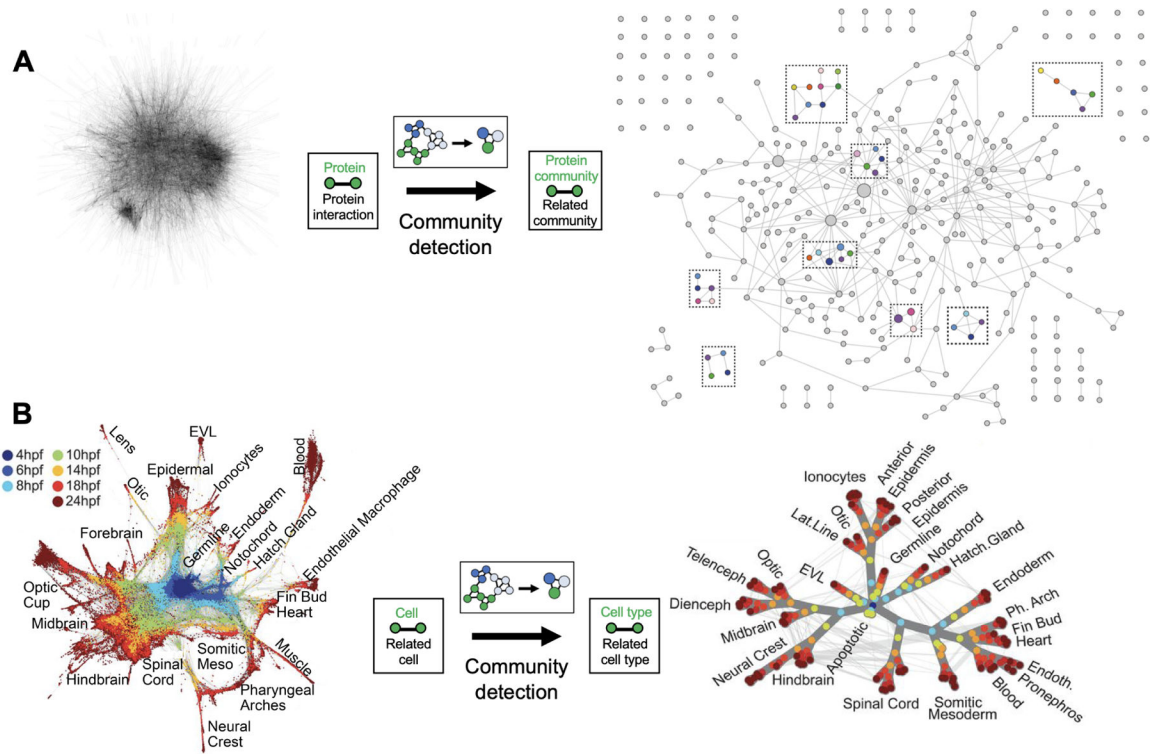 A
Protein
Protein
interaction
Community
detection
Protein
community
Related
community
B
4hpf
6hpf
8hpf
10hpf
14hpf
18hpf
24hpf
Lens
EVL
Blood
Otic
Epidermal
Ionocytes
Forebrain
Germline
Endoderm
Notochord
Hatch Gland
Endothelial Macrophage
Optic
Cup
Fin Bud
Heart
Midbrain
Hindbrain
Spinal
Cord
Somitic
Meso
Muscle
Pharyngeal
Arches
Neural
Crest
Cell
Related
cell
Community
detection
Cell type
Related
cell type
Ionocytes
Anterior
Epidermis
Posterior
Epidermis
Otic
Lat.Line
Germline
Notochord
Hatch.Gland
Telenceph
Optic
EVL
Endoderm
Dienceph
Midbrain
Neural Crest
Hindbrain
Apoptotic
Ph. Arch
Fin Bud
Heart
Endoth.
Pronephros
Blood
Spinal Cord
Somitic
Mesoderm